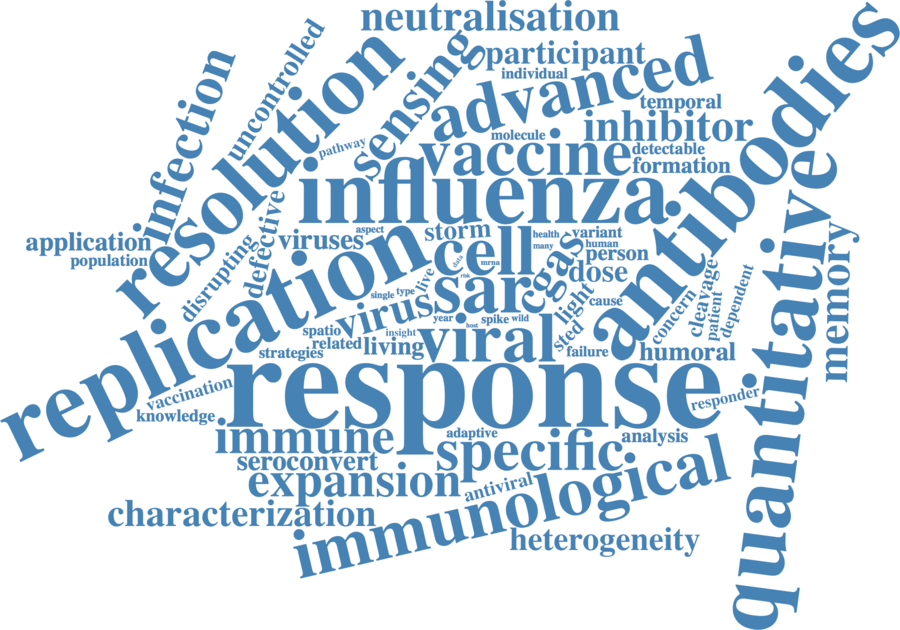 neutralisation
uncontrolled
participant
sensing
individual
advanced
infection
resolution
temporal
molecule
inhibitor
antibodies
pathway
vaccine
detectable
formation
influenza
quantitative
application
population
disrupting
defective
viruses
aspect
storm
health
variant
many
human
cell
person
memory
replication
data
mrna
cgas
dose
risk
live
sars
single
type
virus
light
cause
concern
cleavage
patient
dependent
year
spike
wild
host
spatio
insight
related
living
viral
sted
failure
humoral
strategies
response
vaccination
knowledge
responder
immune
adaptive
analysis
specific
seroconvert
expansion
antiviral
immunological
characterization
heterogeneity